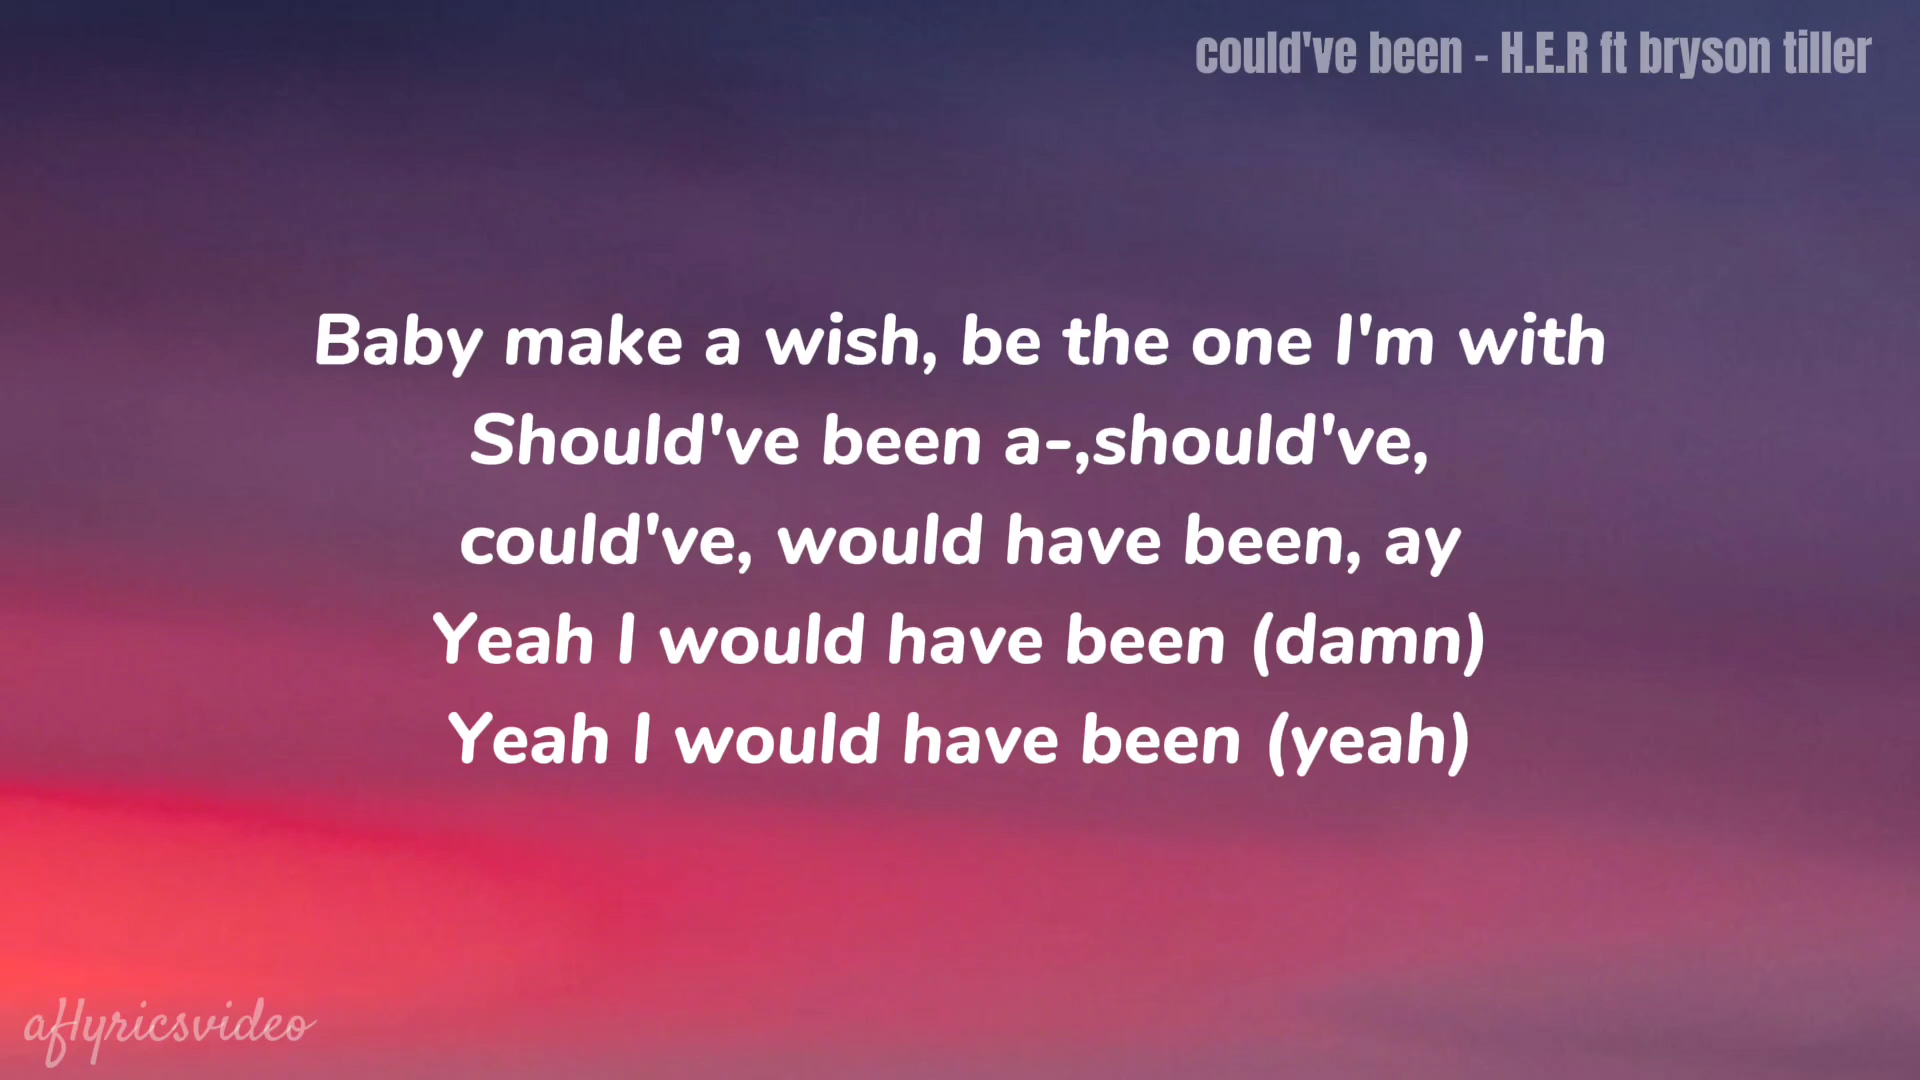 could've been - H.E.R ft bryson tiller
Baby make a wish, be the one I'm with
Should've been a-,should've,
could've, would have been, ay
Yeah I would have been (damn)
Yeah I would have been (yeah)
aflyricsvideo